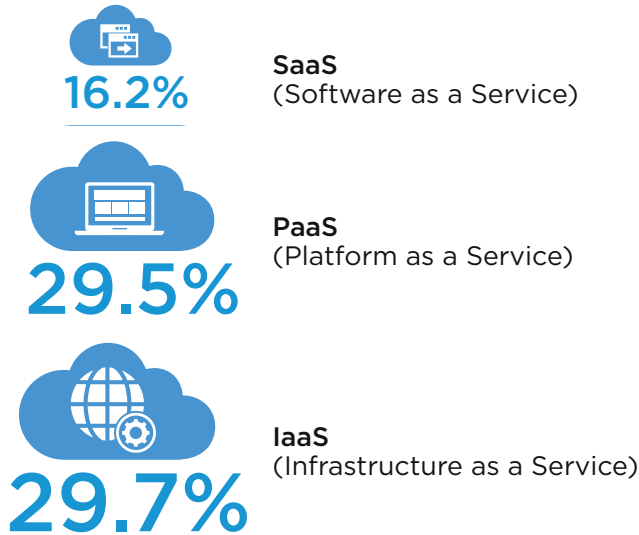 16.2%
SaaS
(Software as a Service)
29.5%
PaaS
(Platform as a Service)
29.7%
IaaS
(Infrastructure as a Service)